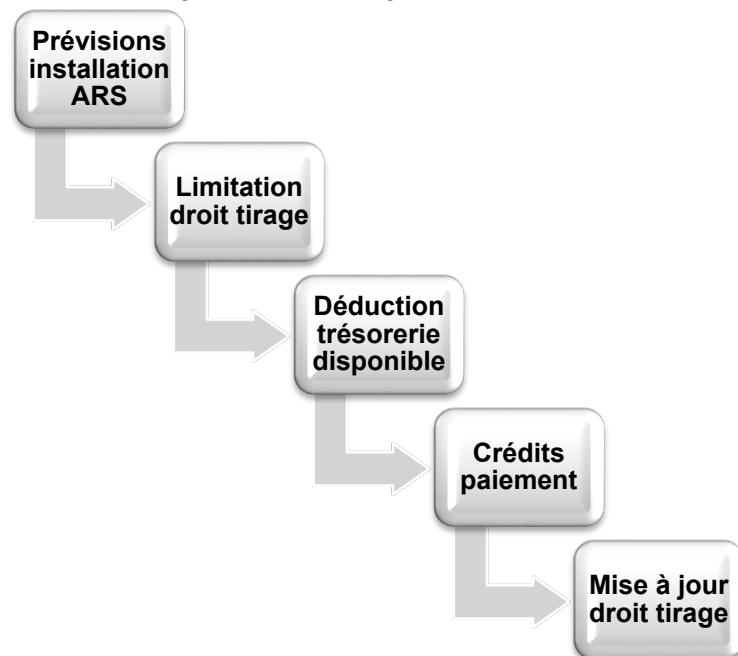 Prévisions
installation
ARS
Limitation
droit tirage
Déduction
trésorerie
disponible
Crédits
paiement
Mise à jour
droit tirage